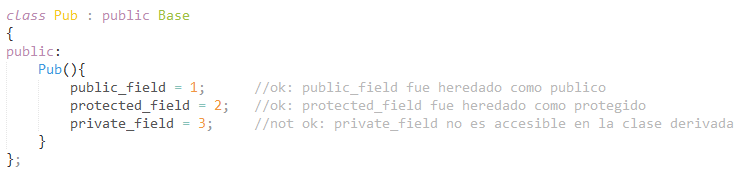 class Pub : public Base
{
public:
    Pub(){
        public_field = 1;      //ok: public_field fue heredado como publico
        protected_field = 2;   //ok: protected_field fue heredado como protegido
        private_field = 3;     //not ok: private_field no es accesible en la clase derivada
    }
};